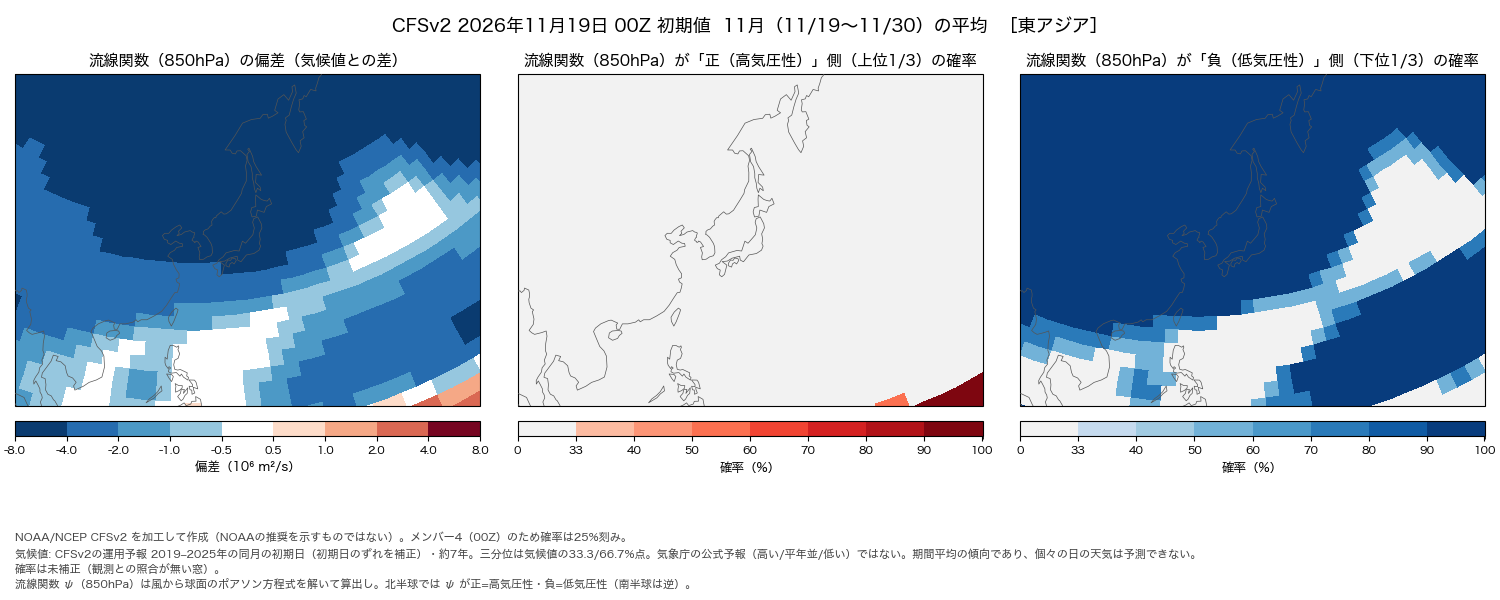 CFSv2 2026年11月19日 00Z 初期値 11月（11/19～11/30）の平均 ［東アジア］
流線関数（850hPa）の偏差（気候値との差）
流線関数（850hPa）が「正（高気圧性）」側（上位1/3）の確率
流線関数（850hPa）が「負（低気圧性）」側（下位1/3）の確率
-8.0 -4.0 -2.0 -1.0 -0.5 0.5 1.0 2.0 4.0 8.0
偏差（10⁶ m²/s）
0 33 40 50 60 70 80 90 100
確率（%）
0 33 40 50 60 70 80 90 100
確率（%）
NOAA/NCEP CFSv2 を加工して作成（NOAAの推奨を示すものではない）。メンバー4（00Z）のため確率は25%刻み。
気候値: CFSv2の運用予報 2019–2025年の同月の初期日（初期日のずれを補正）・約7年。三分位は気候値の33.3/66.7%点。気象庁の公式予報（高い/平年並/低い）ではない。期間平均の傾向であり、個々の日の天気は予測できない。
確率は未補正（観測との照合が無い窓）。
流線関数 ψ（850hPa）は風から球面のポアソン方程式を解いて算出し。北半球では ψ が正=高気圧性・負=低気圧性（南半球は逆）。